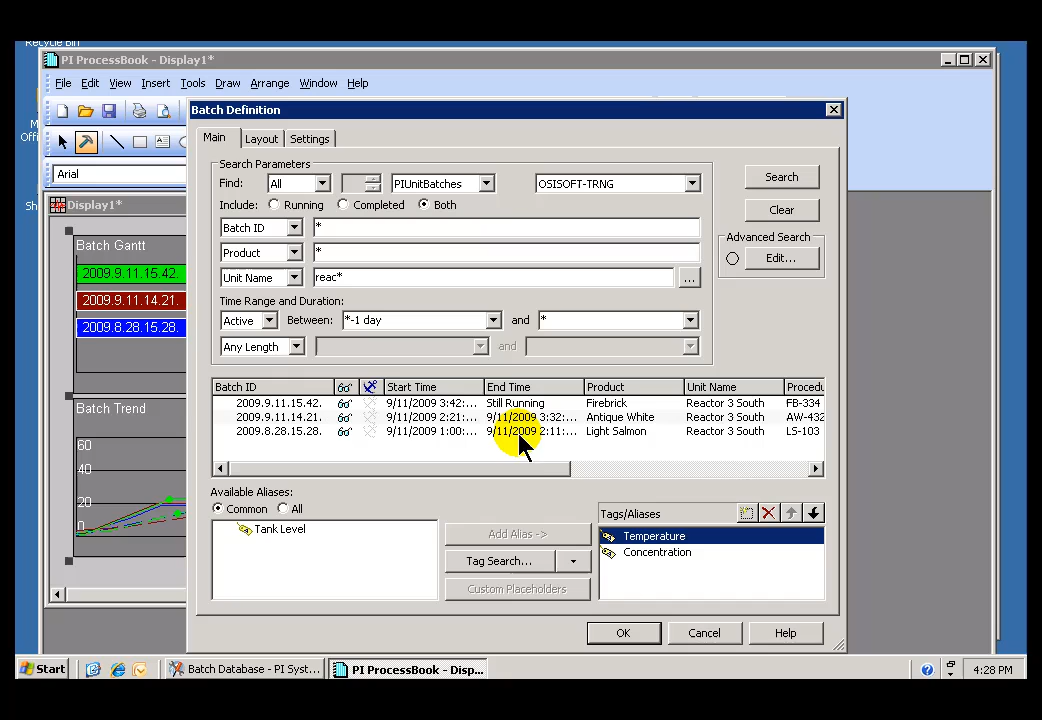 Recycle Bin
PI ProcessBook - Display1*
File Edit View Insert Tools Draw Arrange Window Help
Batch Definition
Main Layout Settings
Arial
Search Parameters
Find: All PIUnitBatches OSISOFT-TRNG
Search
Include: Running Completed Both
Clear
Display1*
Batch ID *
Advanced Search
Edit...
Batch Gantt
Product *
2009.9.11.15.42.
Unit Name reac* ...
2009.9.11.14.21.
Time Range and Duration:
Active Between: *-1 day and *
2009.8.28.15.28.
Any Length and
Batch ID Start Time End Time Product Unit Name Procedu
2009.9.11.15.42. 9/11/2009 3:42:... Still Running Firebrick Reactor 3 South FB-334
2009.9.11.14.21. 9/11/2009 2:21:... 9/11/2009 3:32:... Antique White Reactor 3 South AW-432
2009.8.28.15.28. 9/11/2009 1:00:... 9/11/2009 2:11:... Light Salmon Reactor 3 South LS-103
Batch Trend
60
40
20
0
Available Aliases:
Common All
Tank Level
Add Alias ->
Tag Search...
Custom Placeholders
Tags/Aliases
Temperature
Concentration
OK Cancel Help
Start Batch Database - PI Syst... PI ProcessBook - Disp... 4:28 PM